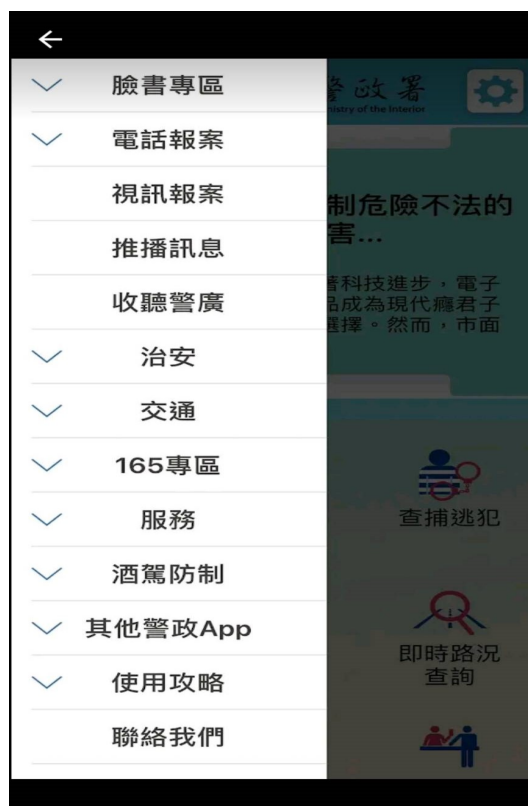 臉書專區
電話報案
視訊報案
推播訊息
收聽警廣
治安
交通
165專區
服務
酒駕防制
其他警政App
使用攻略
聯絡我們
警政署
nistry of the Interior
制危險不法的
害...
著科技進步，電子
品成為現代癮君子
選擇。然而，市面
查捕逃犯
即時路況
查詢